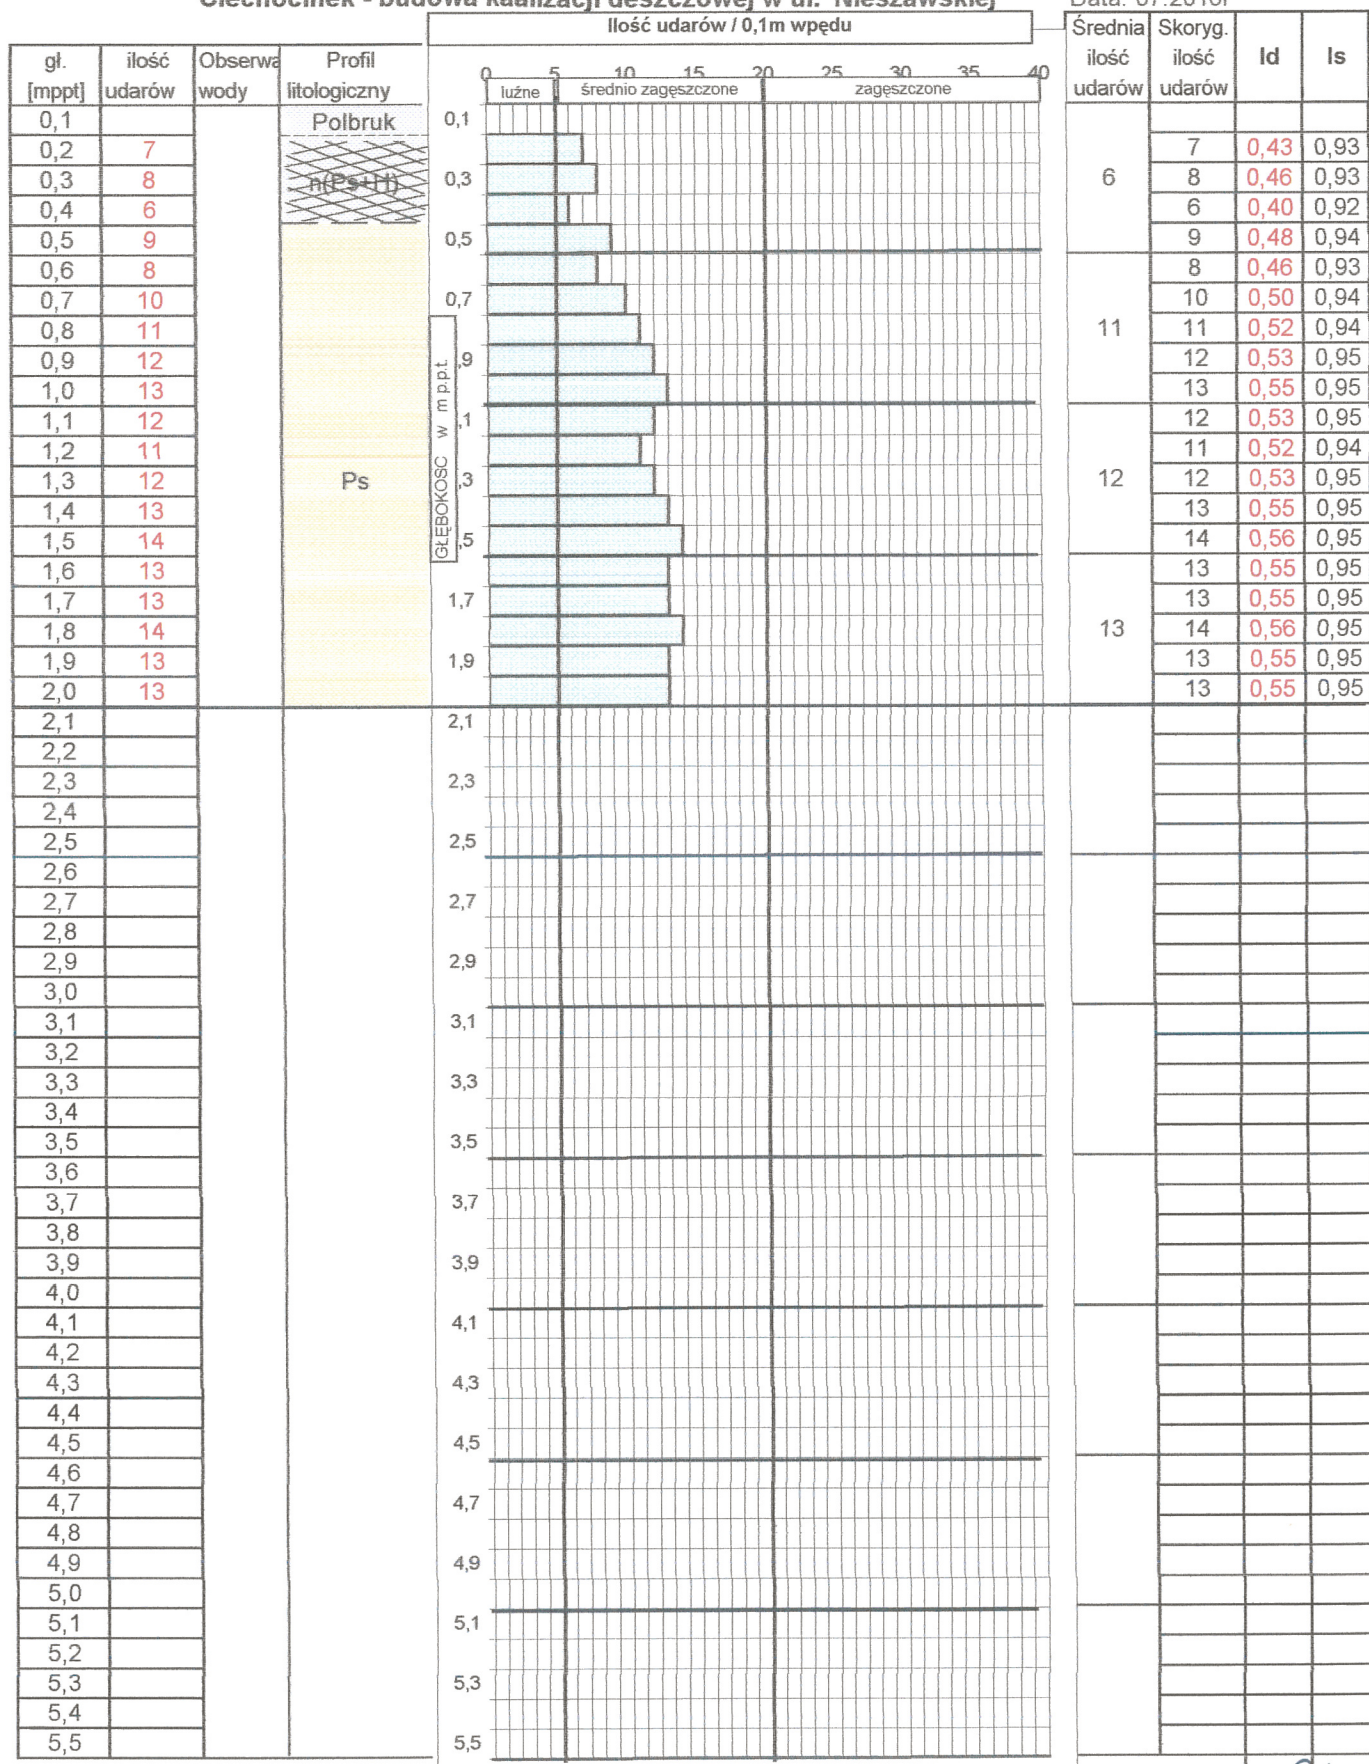 Ciechocinek - budowa kaalizacji deszczowej w ul. Nieszawskiej
Ilość udarów / 0,1m wpędu
gł. [mppt] ilość udarów Obserwa wody Profil litologiczny
0 5 10 15 20 25 30 35 40
luźne średnio zagęszczone zagęszczone
Średnia ilość udarów Skoryg. ilość udarów Id Is
0,1 Polbruk 0,1
0,2 7 7 0,43 0,93
0,3 8 n(Ps+H) 0,3 6 8 0,46 0,93
0,4 6 6 0,40 0,92
0,5 9 0,5 9 0,48 0,94
0,6 8 8 0,46 0,93
0,7 10 0,7 10 0,50 0,94
0,8 11 11 11 0,52 0,94
0,9 12 ,9 12 0,53 0,95
1,0 13 13 0,55 0,95
1,1 12 ,1 12 0,53 0,95
1,2 11 11 0,52 0,94
1,3 12 Ps ,3 12 12 0,53 0,95
1,4 13 13 0,55 0,95
1,5 14 ,5 14 0,56 0,95
GŁĘBOKOSC w m p.p.t.
1,6 13 13 0,55 0,95
1,7 13 1,7 13 0,55 0,95
1,8 14 13 14 0,56 0,95
1,9 13 1,9 13 0,55 0,95
2,0 13 13 0,55 0,95
2,1 2,1
2,2
2,3 2,3
2,4
2,5 2,5
2,6
2,7 2,7
2,8
2,9 2,9
3,0
3,1 3,1
3,2
3,3 3,3
3,4
3,5 3,5
3,6
3,7 3,7
3,8
3,9 3,9
4,0
4,1 4,1
4,2
4,3 4,3
4,4
4,5 4,5
4,6
4,7 4,7
4,8
4,9 4,9
5,0
5,1 5,1
5,2
5,3 5,3
5,4
5,5 5,5